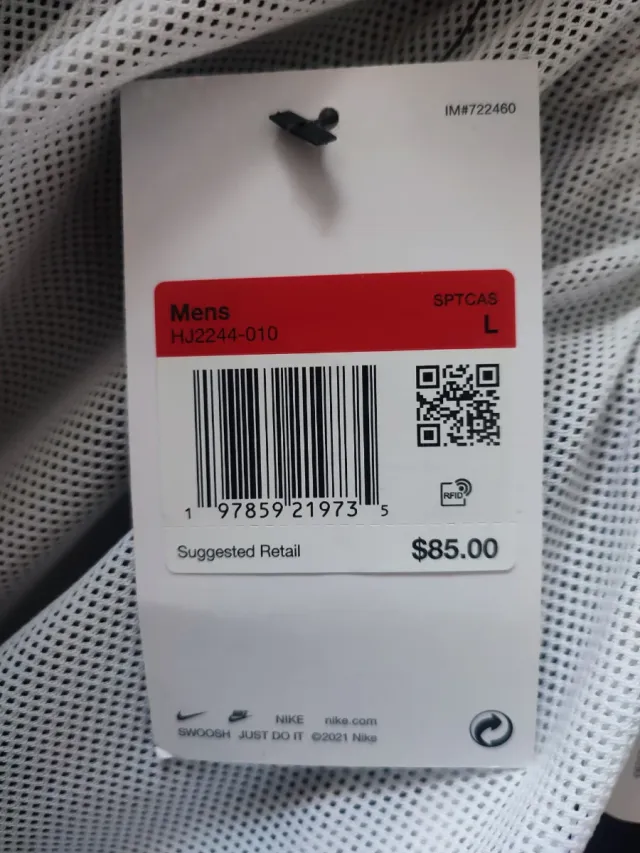 IM#722460
Mens SPTCAS
HJ2244-010 L
1 97859 21973 5
RFID
Suggested Retail $85.00
NIKE nike.com
SWOOSH JUST DO IT ©2021 Nike